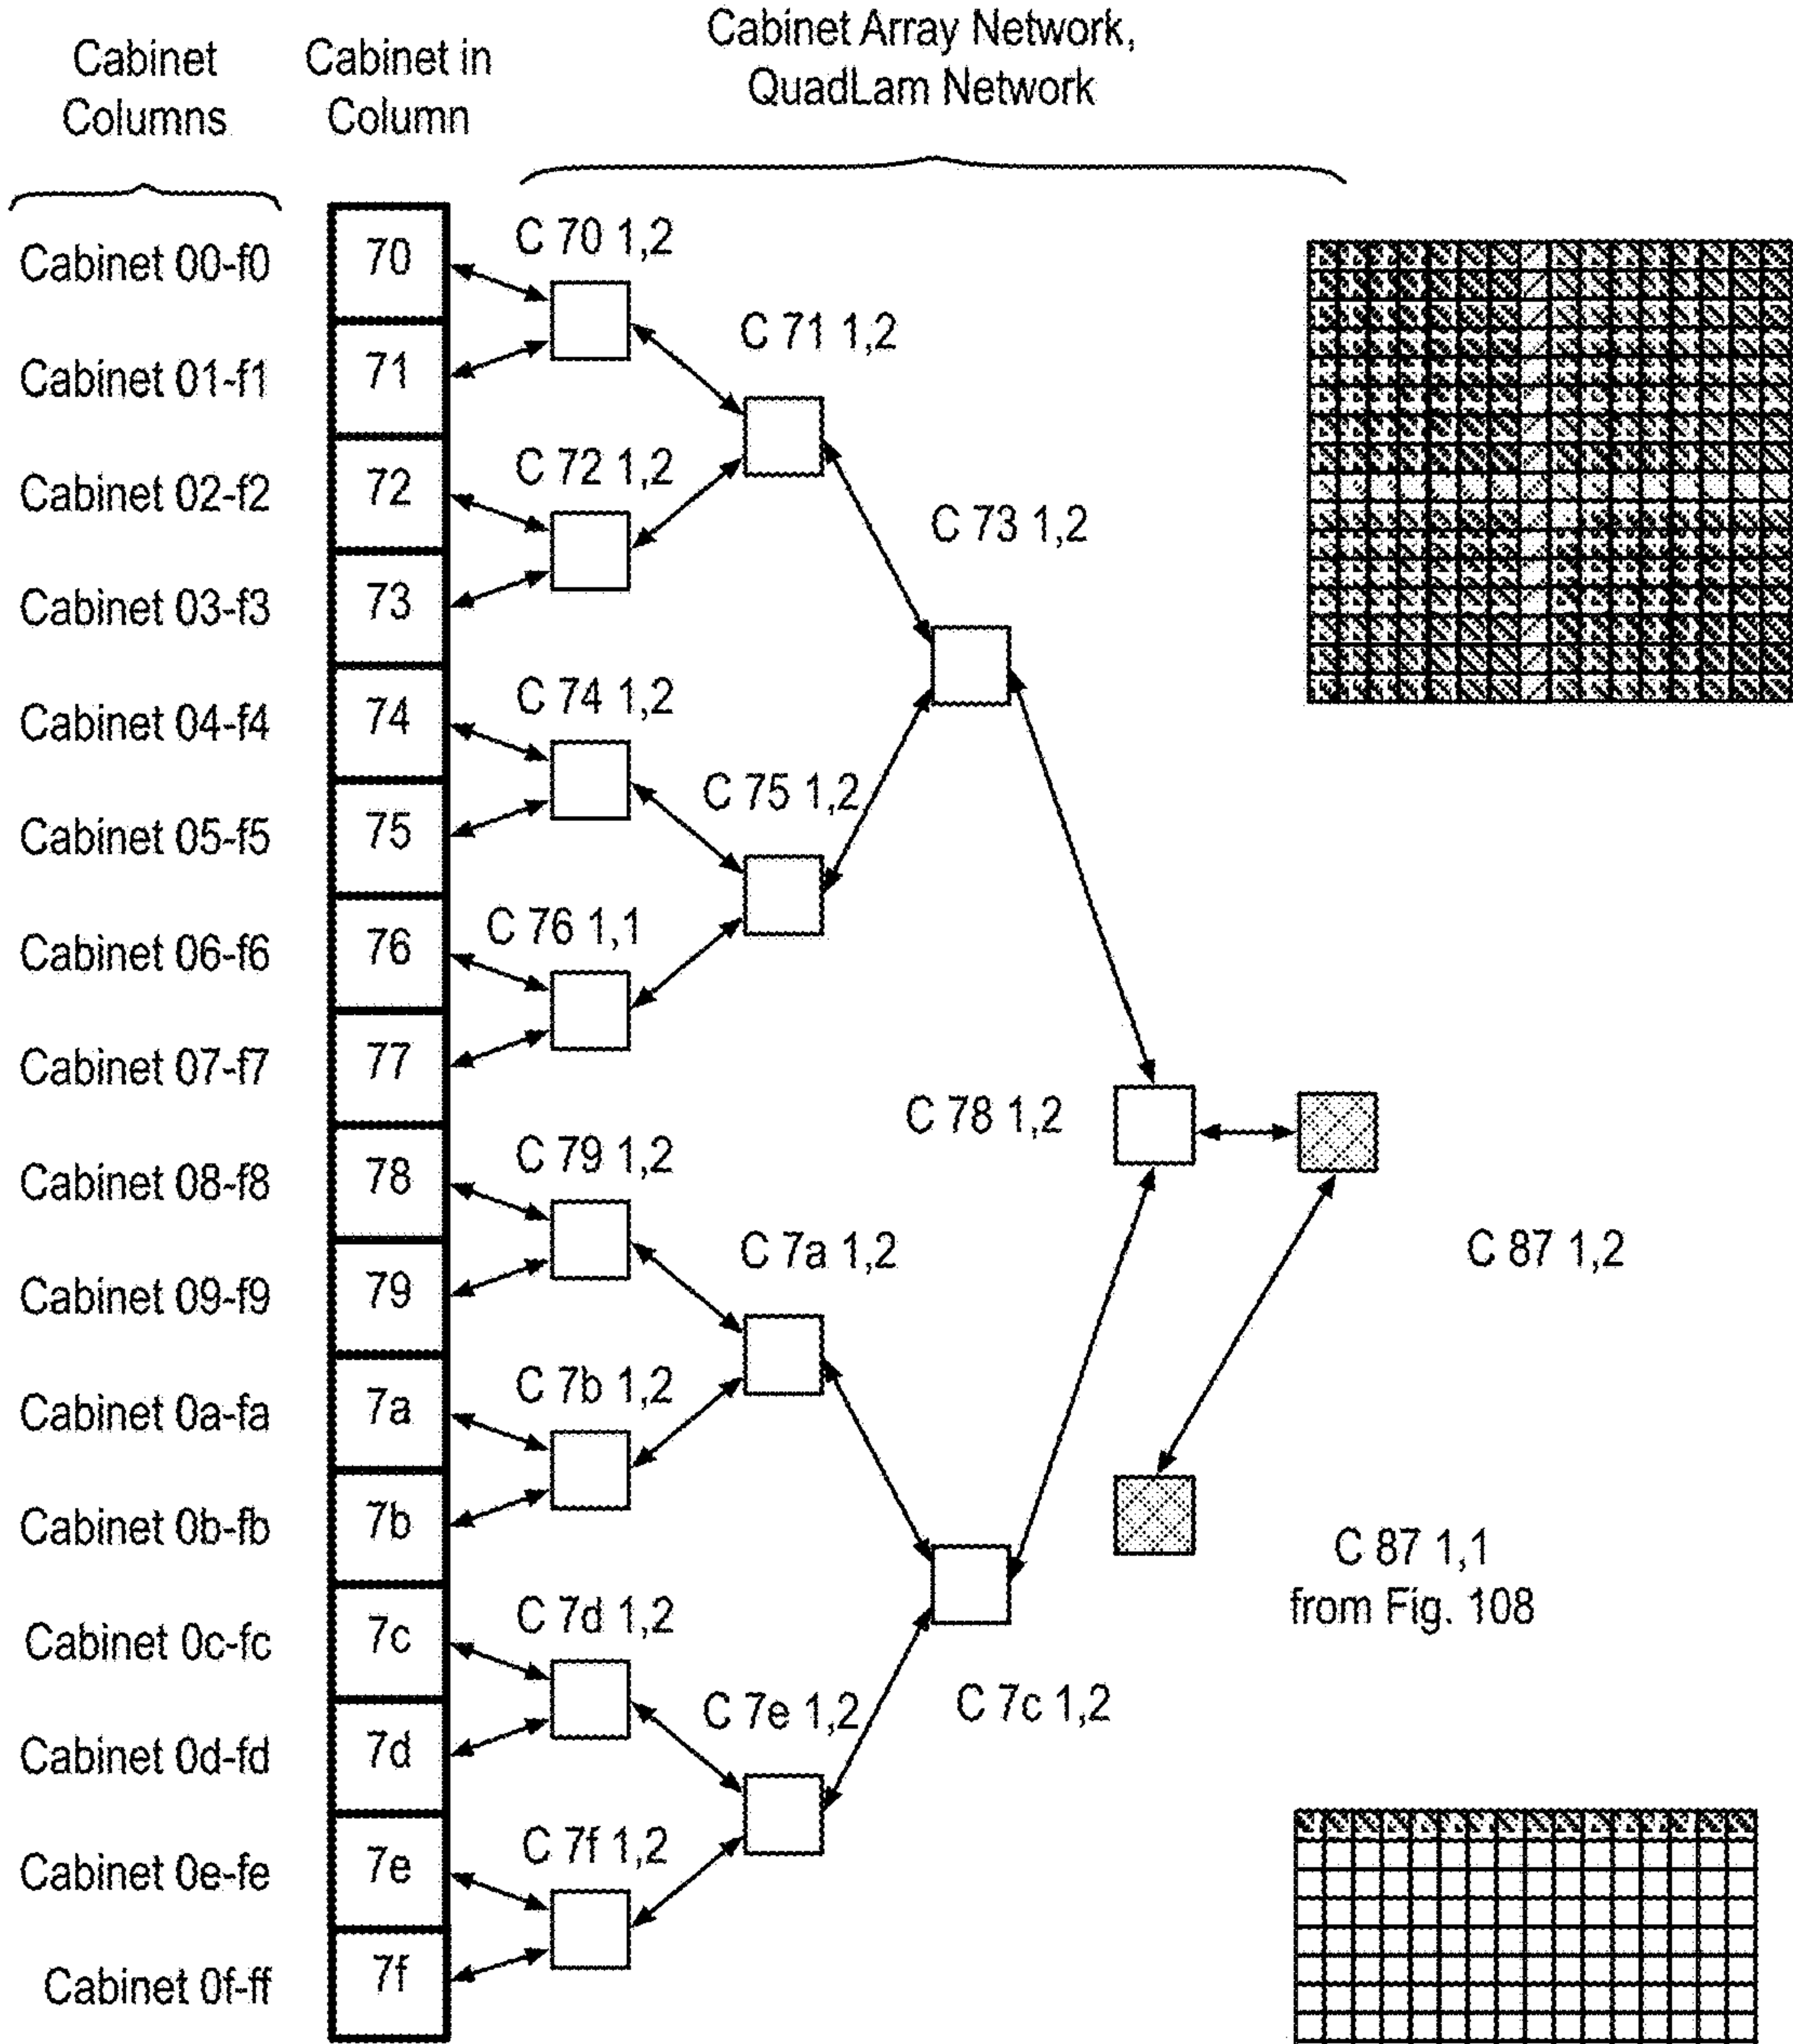 Cabinet Columns
Cabinet in Column
Cabinet Array Network,
QuadLam Network
Cabinet 00-f0
70
C 70 1,2
Cabinet 01-f1
71
C 71 1,2
Cabinet 02-f2
72
C 72 1,2
Cabinet 03-f3
73
C 73 1,2
Cabinet 04-f4
74
C 74 1,2
Cabinet 05-f5
75
C 75 1,2
Cabinet 06-f6
76
C 76 1,1
Cabinet 07-f7
77
C 78 1,2
Cabinet 08-f8
78
C 79 1,2
C 87 1,2
Cabinet 09-f9
79
C 7a 1,2
Cabinet 0a-fa
7a
C 7b 1,2
Cabinet 0b-fb
7b
C 87 1,1
from Fig. 108
Cabinet 0c-fc
7c
C 7d 1,2
Cabinet 0d-fd
7d
C 7e 1,2
C 7c 1,2
Cabinet 0e-fe
7e
C 7f 1,2
Cabinet 0f-ff
7f